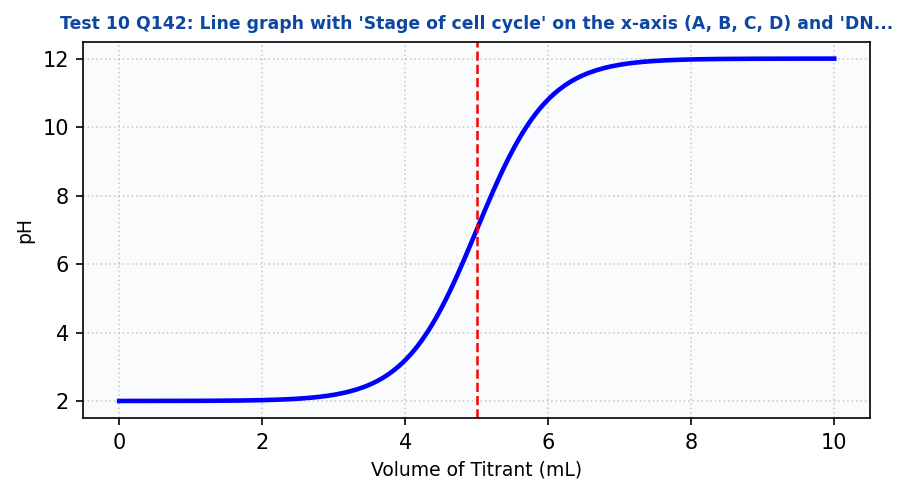 Test 10 Q142: Line graph with 'Stage of cell cycle' on the x-axis (A, B, C, D) and 'DN...
12
10
8
6
4
2
pH
0 2 4 6 8 10
Volume of Titrant (mL)